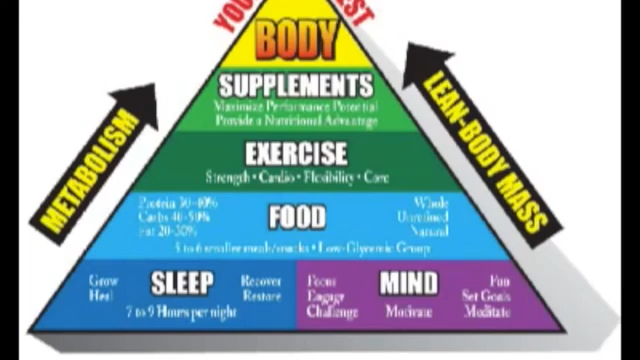 YOU
EST
BODY
SUPPLEMENTS
Maximize Performance Potential
Provide a Nutritional Advantage
EXERCISE
Strength • Cardio • Flexibility • Core
Protein 30-40%
Carbs 40-50%
Fat 20-30%
FOOD
Whole
Unrefined
Natural
5 to 6 smaller meals/snacks • Low-Glycemic Group
Grow
Heal
SLEEP
Recover
Restore
7 to 9 Hours per night
Focus
Engage
Challenge
MIND
Motivate
Fun
Set Goals
Meditate
METABOLISM
LEAN-BODY MASS